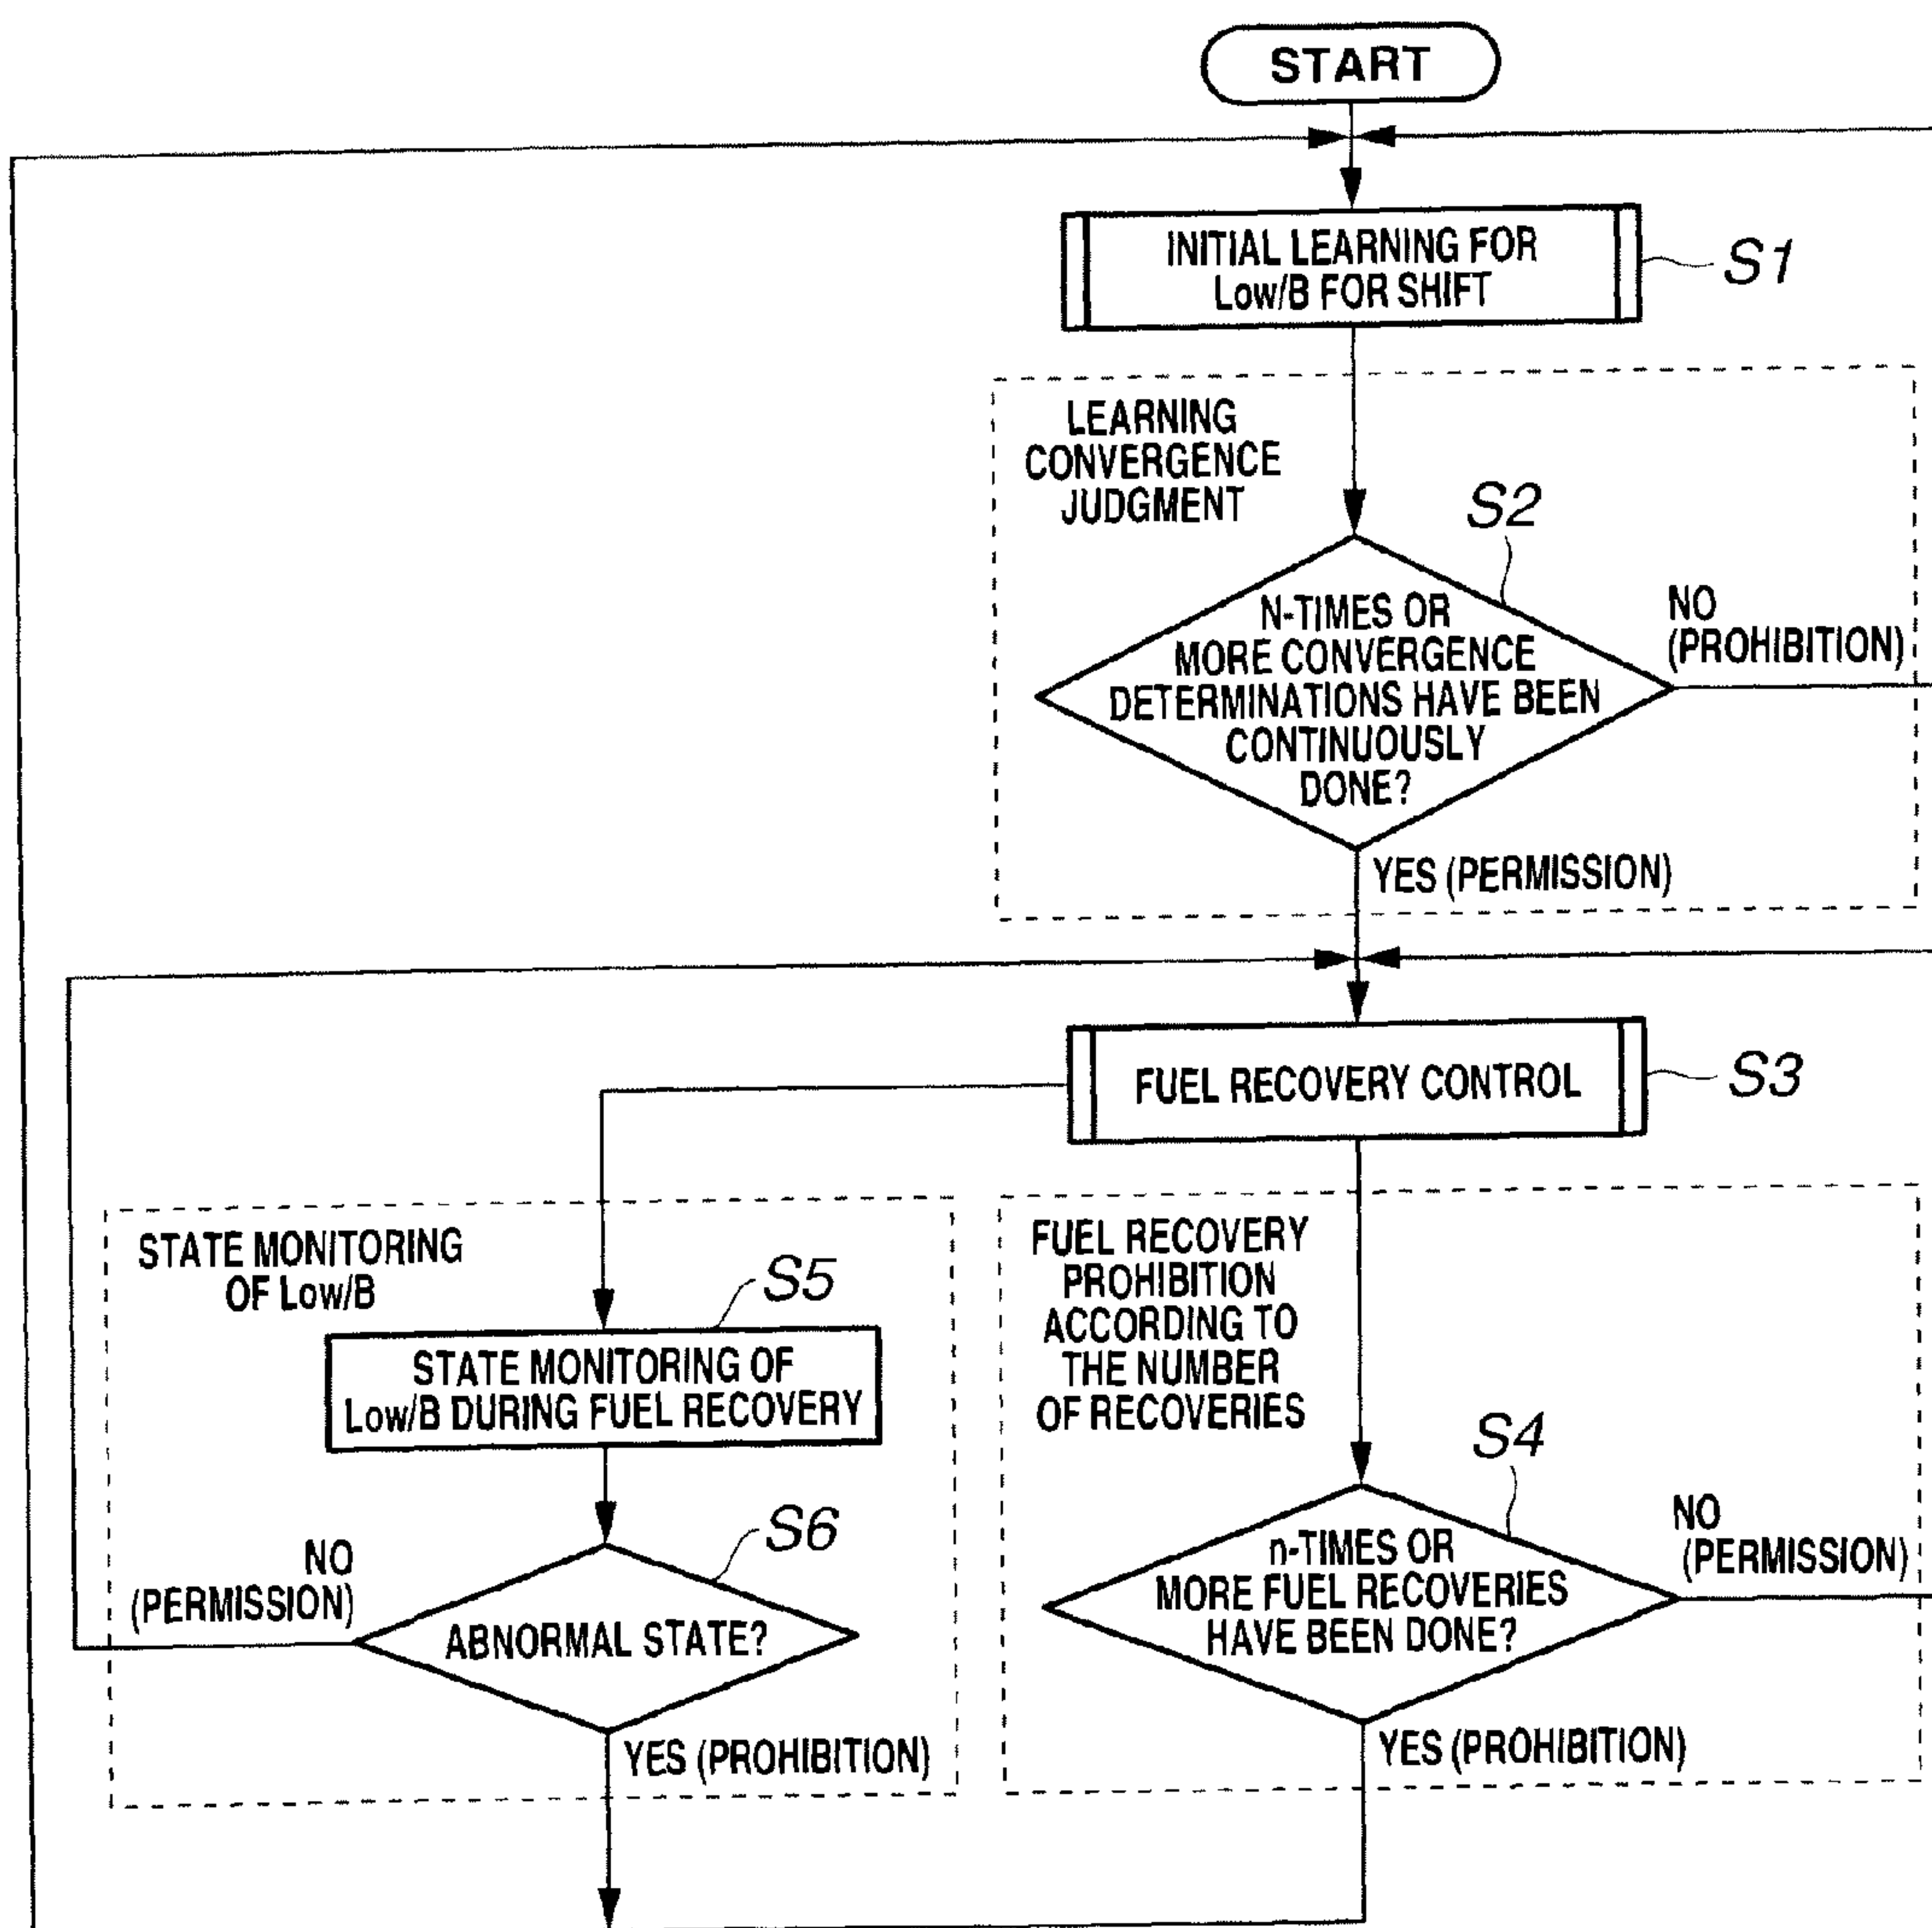 START
INITIAL LEARNING FOR
Low/B FOR SHIFT
S1
LEARNING
CONVERGENCE
JUDGMENT
S2
N-TIMES OR
MORE CONVERGENCE
DETERMINATIONS HAVE BEEN
CONTINUOUSLY
DONE?
NO
(PROHIBITION)
YES (PERMISSION)
FUEL RECOVERY CONTROL
S3
STATE MONITORING
OF Low/B
S5
STATE MONITORING OF
Low/B DURING FUEL RECOVERY
S6
NO
(PERMISSION)
ABNORMAL STATE?
YES (PROHIBITION)
FUEL RECOVERY
PROHIBITION
ACCORDING TO
THE NUMBER
OF RECOVERIES
S4
n-TIMES OR
MORE FUEL RECOVERIES
HAVE BEEN DONE?
NO
(PERMISSION)
YES (PROHIBITION)